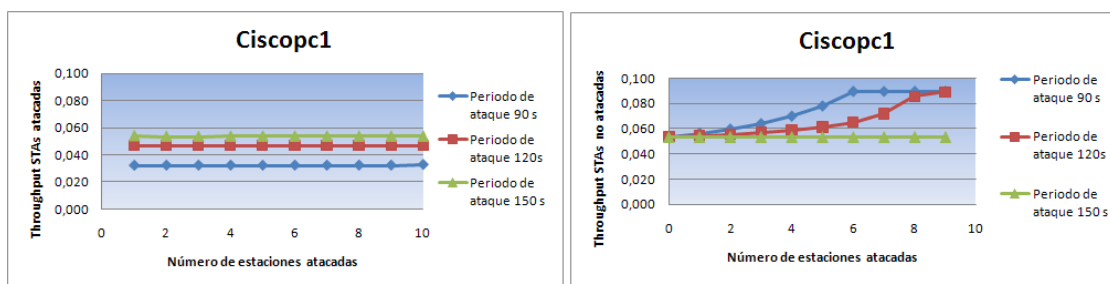 Ciscopc1
Throughput STAs atacadas
0,100
0,080
0,060
0,040
0,020
0,000
0
2
4
6
8
10
Número de estaciones atacadas
Periodo de
ataque 90 s
Periodo de
ataque 120s
Periodo de
ataque 150 s
Ciscopc1
Throughput STAs no atacadas
0,100
0,080
0,060
0,040
0,020
0,000
0
2
4
6
8
10
Número de estaciones atacadas
Periodo de
ataque 90 s
Periodo de
ataque 120s
Periodo de
ataque 150 s